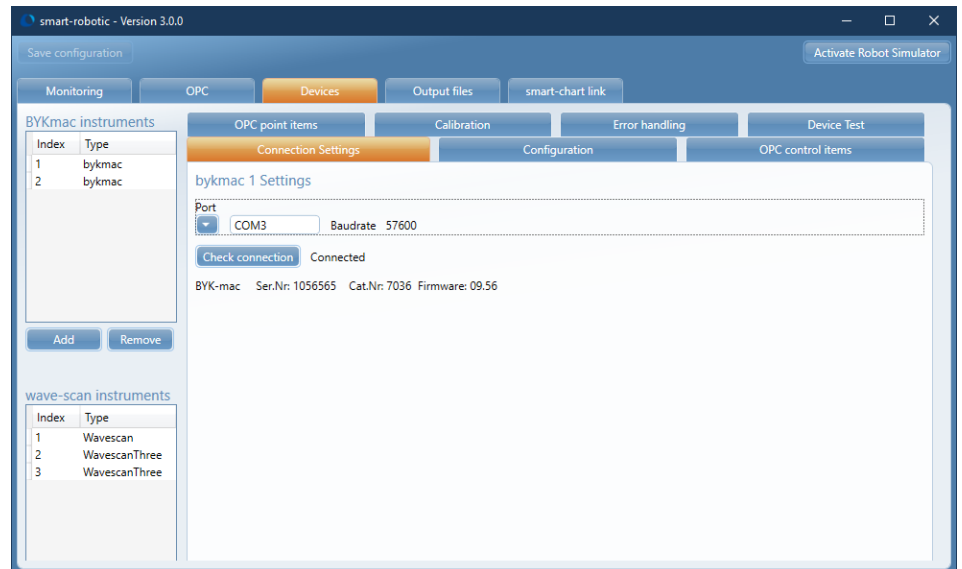 smart-robotic - Version 3.0.0
Save configuration
Activate Robot Simulator
Monitoring OPC Devices Output files smart-chart link
BYKmac instruments
Index Type
1 bykmac
2 bykmac
Add Remove
wave-scan instruments
Index Type
1 Wavescan
2 WavescanThree
3 WavescanThree
OPC point items Calibration Error handling Device Test
Connection Settings Configuration OPC control items
bykmac 1 Settings
Port
COM3 Baudrate 57600
Check connection Connected
BYK-mac Ser.Nr: 1056565 Cat.Nr: 7036 Firmware: 09.56